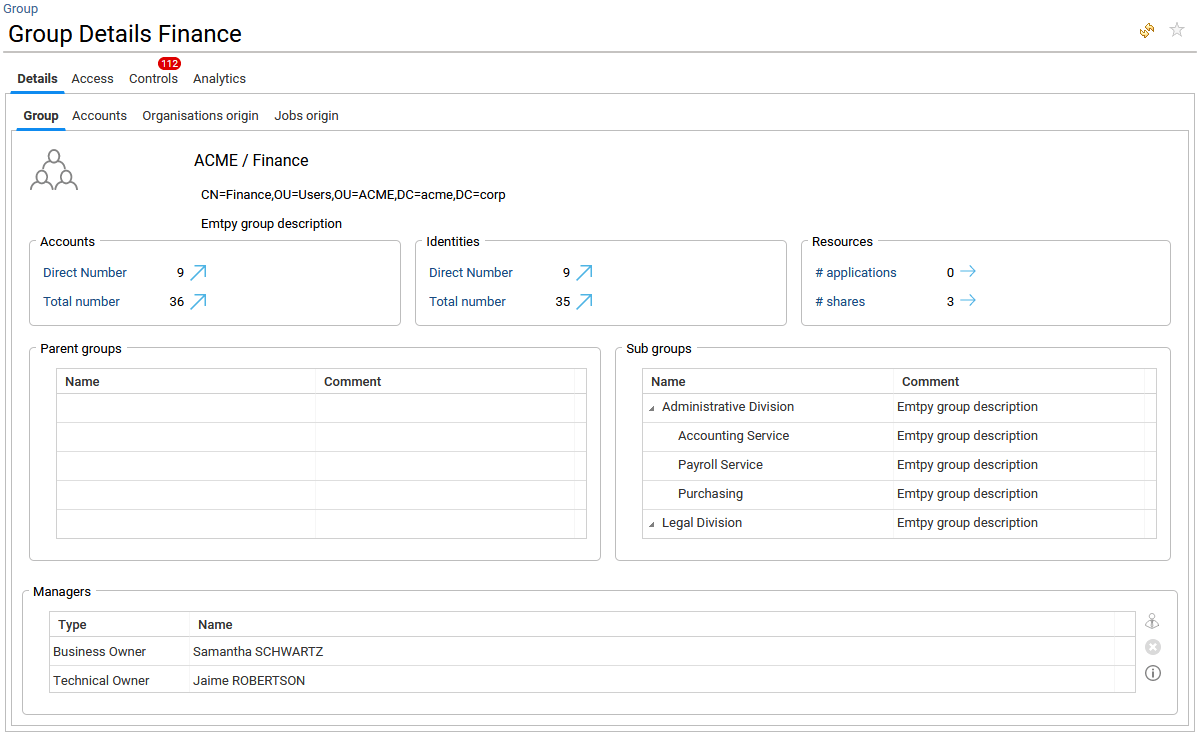 Group
Group Details Finance
112
Details Access Controls Analytics
Group Accounts Organisations origin Jobs origin
ACME / Finance
CN=Finance,OU=Users,OU=ACME,DC=acme,DC=corp
Emtpy group description
Accounts
Direct Number 9
Total number 36
Identities
Direct Number 9
Total number 35
Resources
# applications 0
# shares 3
Parent groups
Name Comment
Sub groups
Name Comment
Administrative Division Emtpy group description
Accounting Service Emtpy group description
Payroll Service Emtpy group description
Purchasing Emtpy group description
Legal Division Emtpy group description
Managers
Type Name
Business Owner Samantha SCHWARTZ
Technical Owner Jaime ROBERTSON